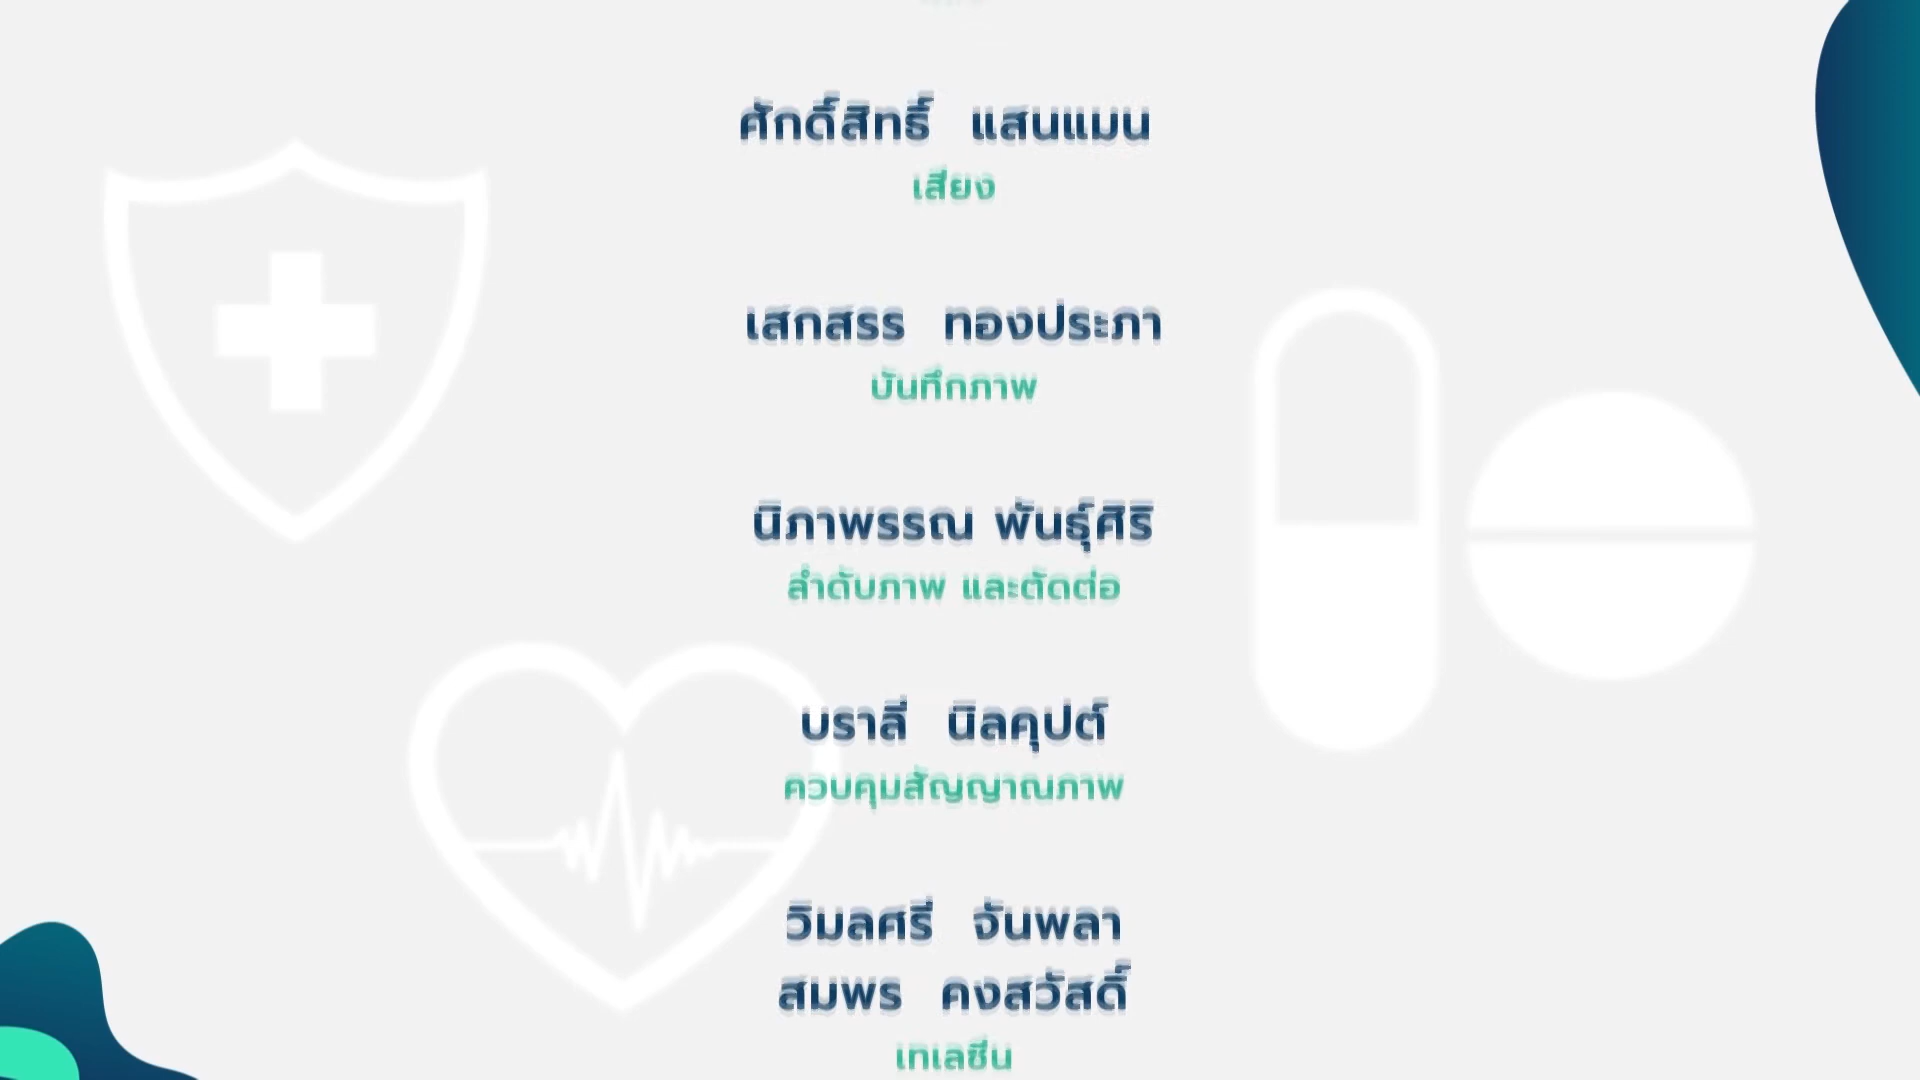 ศักดิ์สิทธิ์ แสนแมน
เสียง
เสกสรร ทองประภา
บันทึกภาพ
นิภาพรรณ พันธุ์ศิริ
ลำดับภาพ และตัดต่อ
บราลี นิลคุปต์
ควบคุมสัญญาณภาพ
วิมลศรี จันพลา
สมพร คงสวัสดิ์
เทเลซีน